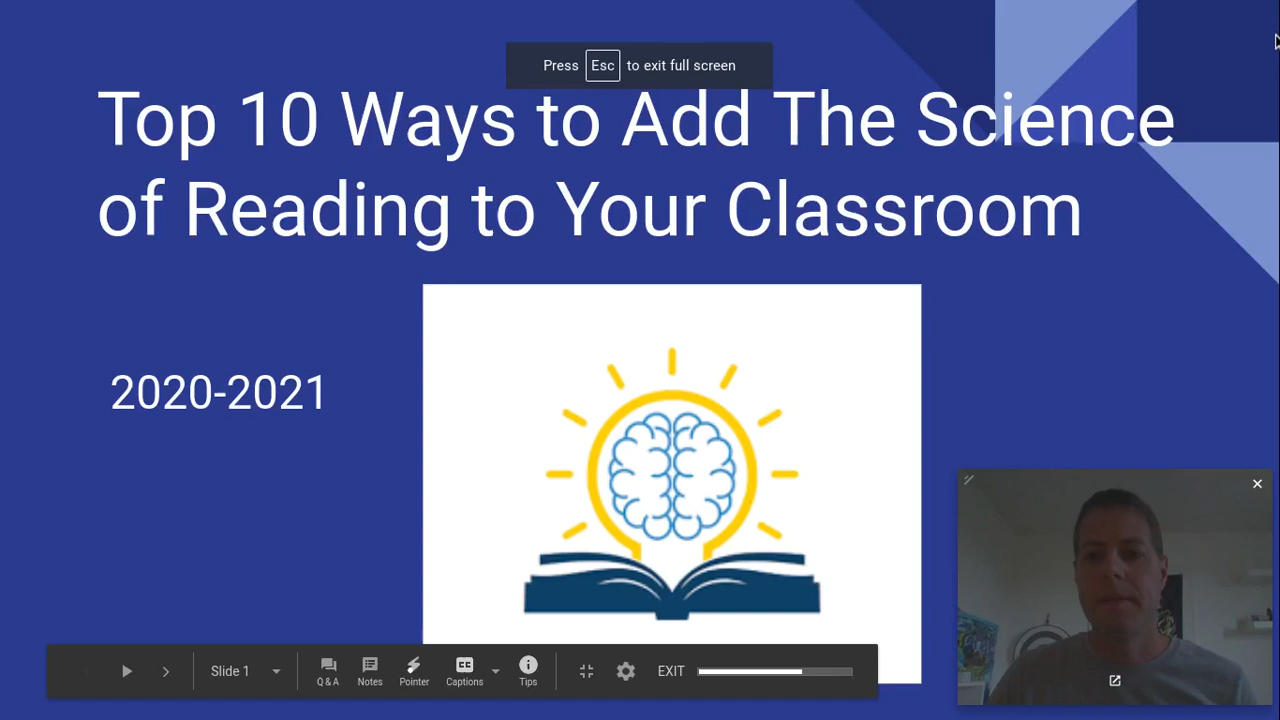 Press Esc to exit full screen
Top 10 Ways to Add The Science
of Reading to Your Classroom
2020-2021
Slide 1
Q & A
Notes
Pointer
Captions
Tips
EXIT